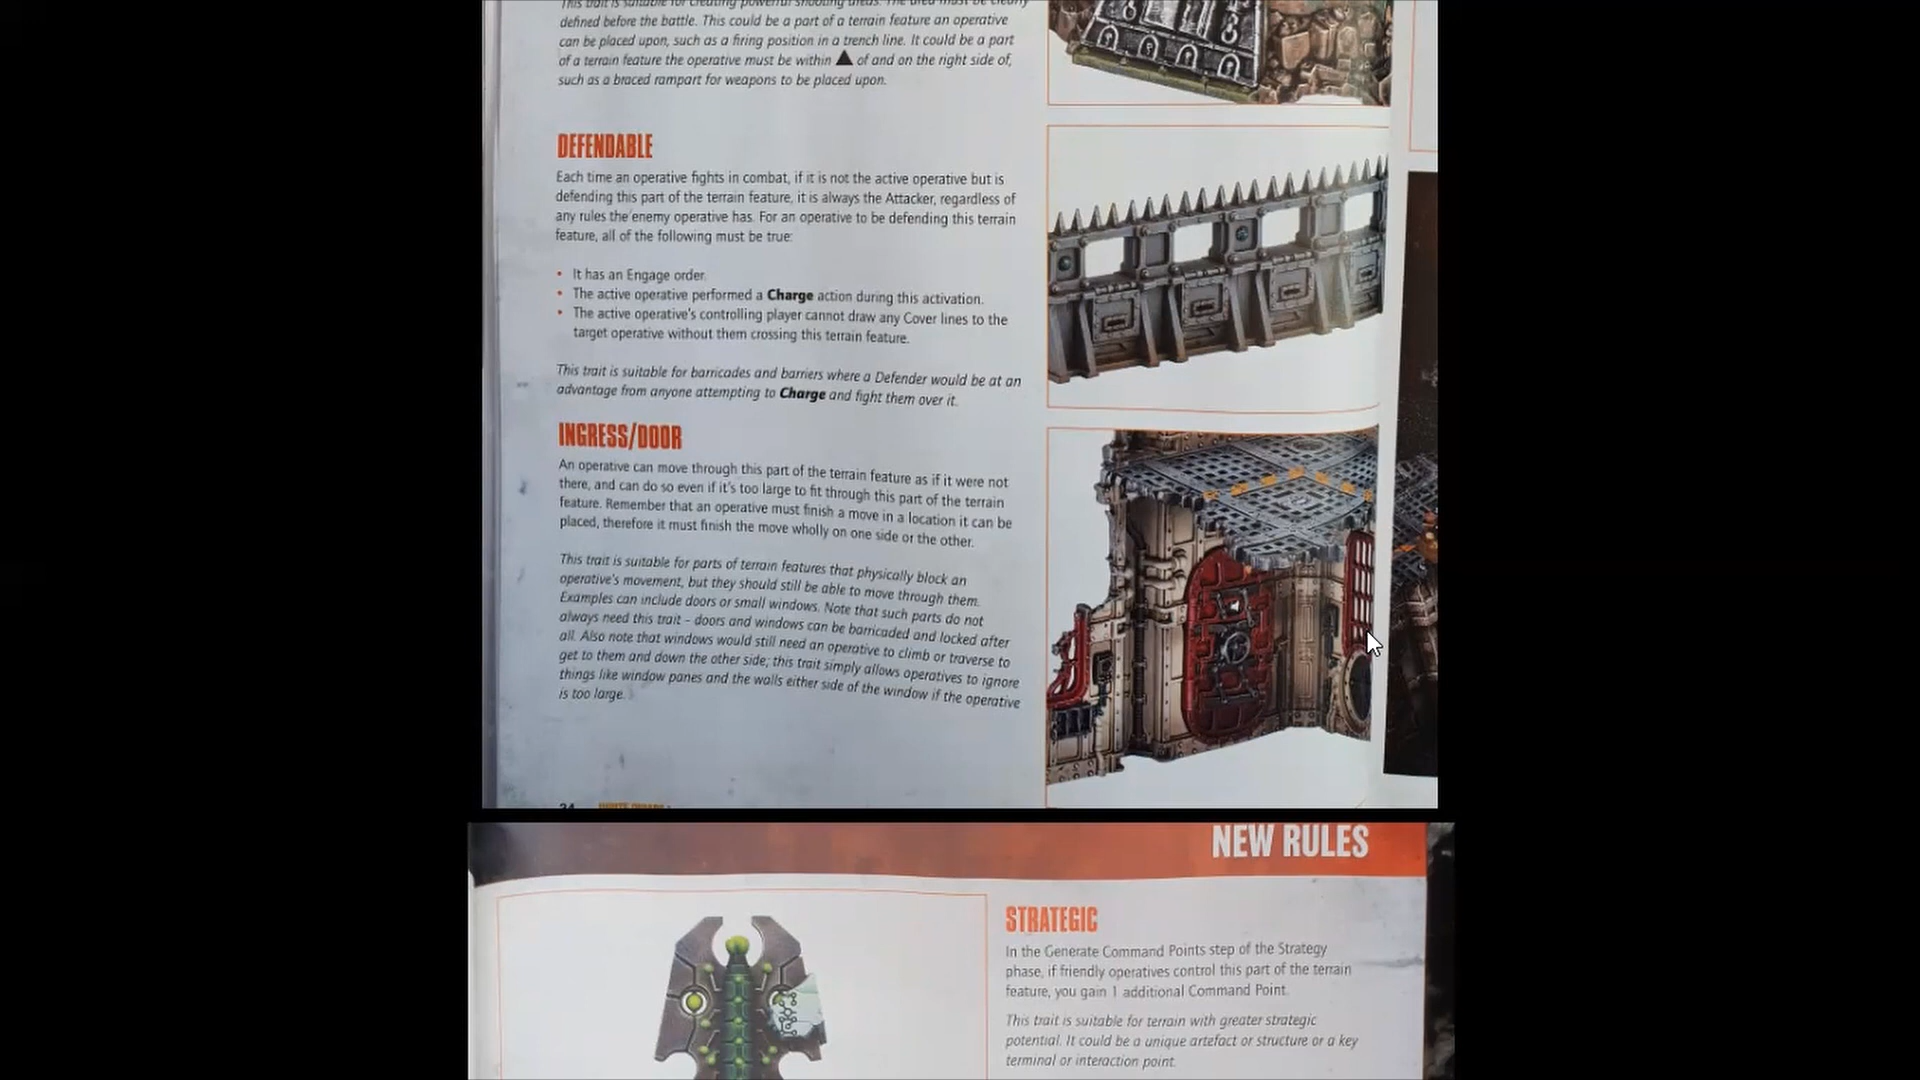 This trait is suitable for creating powerful shooting areas. The area must be clearly
defined before the battle. This could be a part of a terrain feature an operative
can be placed upon, such as a firing position in a trench line. It could be a part
of a terrain feature the operative must be within ▲ of and on the right side of,
such as a braced rampart for weapons to be placed upon.
DEFENDABLE
Each time an operative fights in combat, if it is not the active operative but is
defending this part of the terrain feature, it is always the Attacker, regardless of
any rules the enemy operative has. For an operative to be defending this terrain
feature, all of the following must be true:
• It has an Engage order.
• The active operative performed a Charge action during this activation.
• The active operative's controlling player cannot draw any Cover lines to the
target operative without them crossing this terrain feature.
This trait is suitable for barricades and barriers where a Defender would be at an
advantage from anyone attempting to Charge and fight them over it.
INGRESS/DOOR
An operative can move through this part of the terrain feature as if it were not
there, and can do so even if it's too large to fit through this part of the terrain
feature. Remember that an operative must finish a move in a location it can be
placed, therefore it must finish the move wholly on one side or the other.
This trait is suitable for parts of terrain features that physically block an
operative's movement, but they should still be able to move through them.
Examples can include doors or small windows. Note that such parts do not
always need this trait – doors and windows can be barricaded and locked after
all. Also note that windows would still need an operative to climb or traverse to
get to them and down the other side; this trait simply allows operatives to ignore
things like window panes and the walls either side of the window if the operative
is too large.
NEW RULES
STRATEGIC
In the Generate Command Points step of the Strategy
phase, if friendly operatives control this part of the terrain
feature, you gain 1 additional Command Point.
This trait is suitable for terrain with greater strategic
potential. It could be a unique artefact or structure or a key
terminal or interaction point.